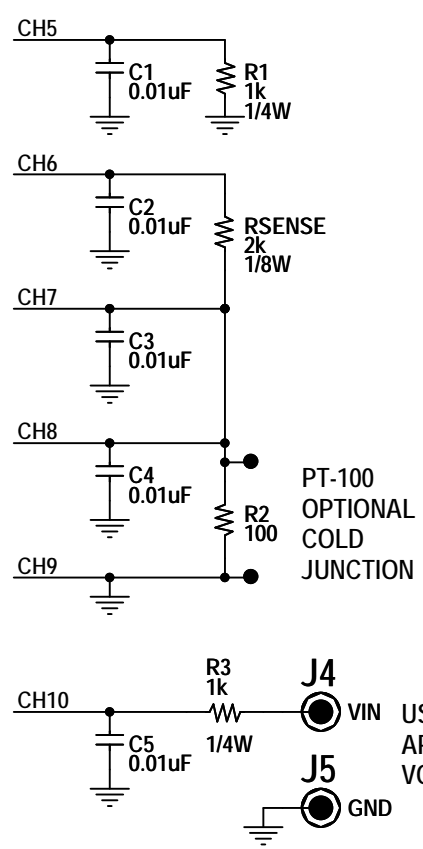 CH5
C1
0.01uF
R1
1k
1/4W
CH6
C2
0.01uF
RSENSE
2k
1/8W
CH7
C3
0.01uF
CH8
C4
0.01uF
R2
100
PT-100
OPTIONAL
COLD
JUNCTION
CH9
R3
1k
1/4W
J4
VIN
CH10
C5
0.01uF
J5
GND